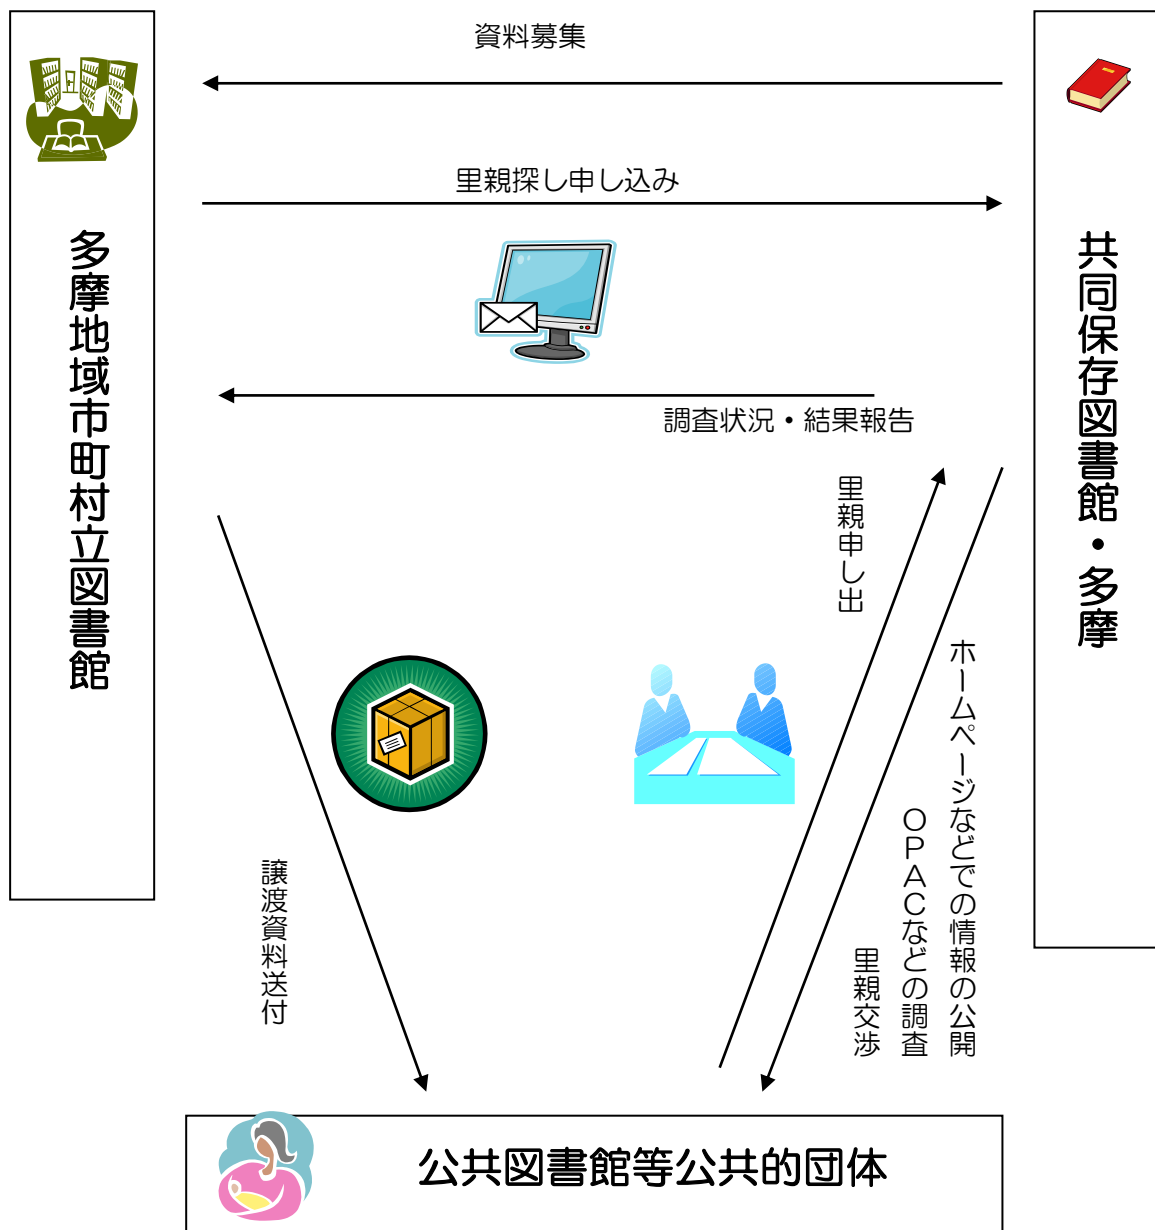 資料募集
里親探し申し込み
多摩地域市町村立図書館
共同保存図書館・多摩
調査状況・結果報告
里親申し出
ホームページなどでの情報の公開
OPACなどの調査
里親交渉
譲渡資料送付
公共図書館等公共的団体